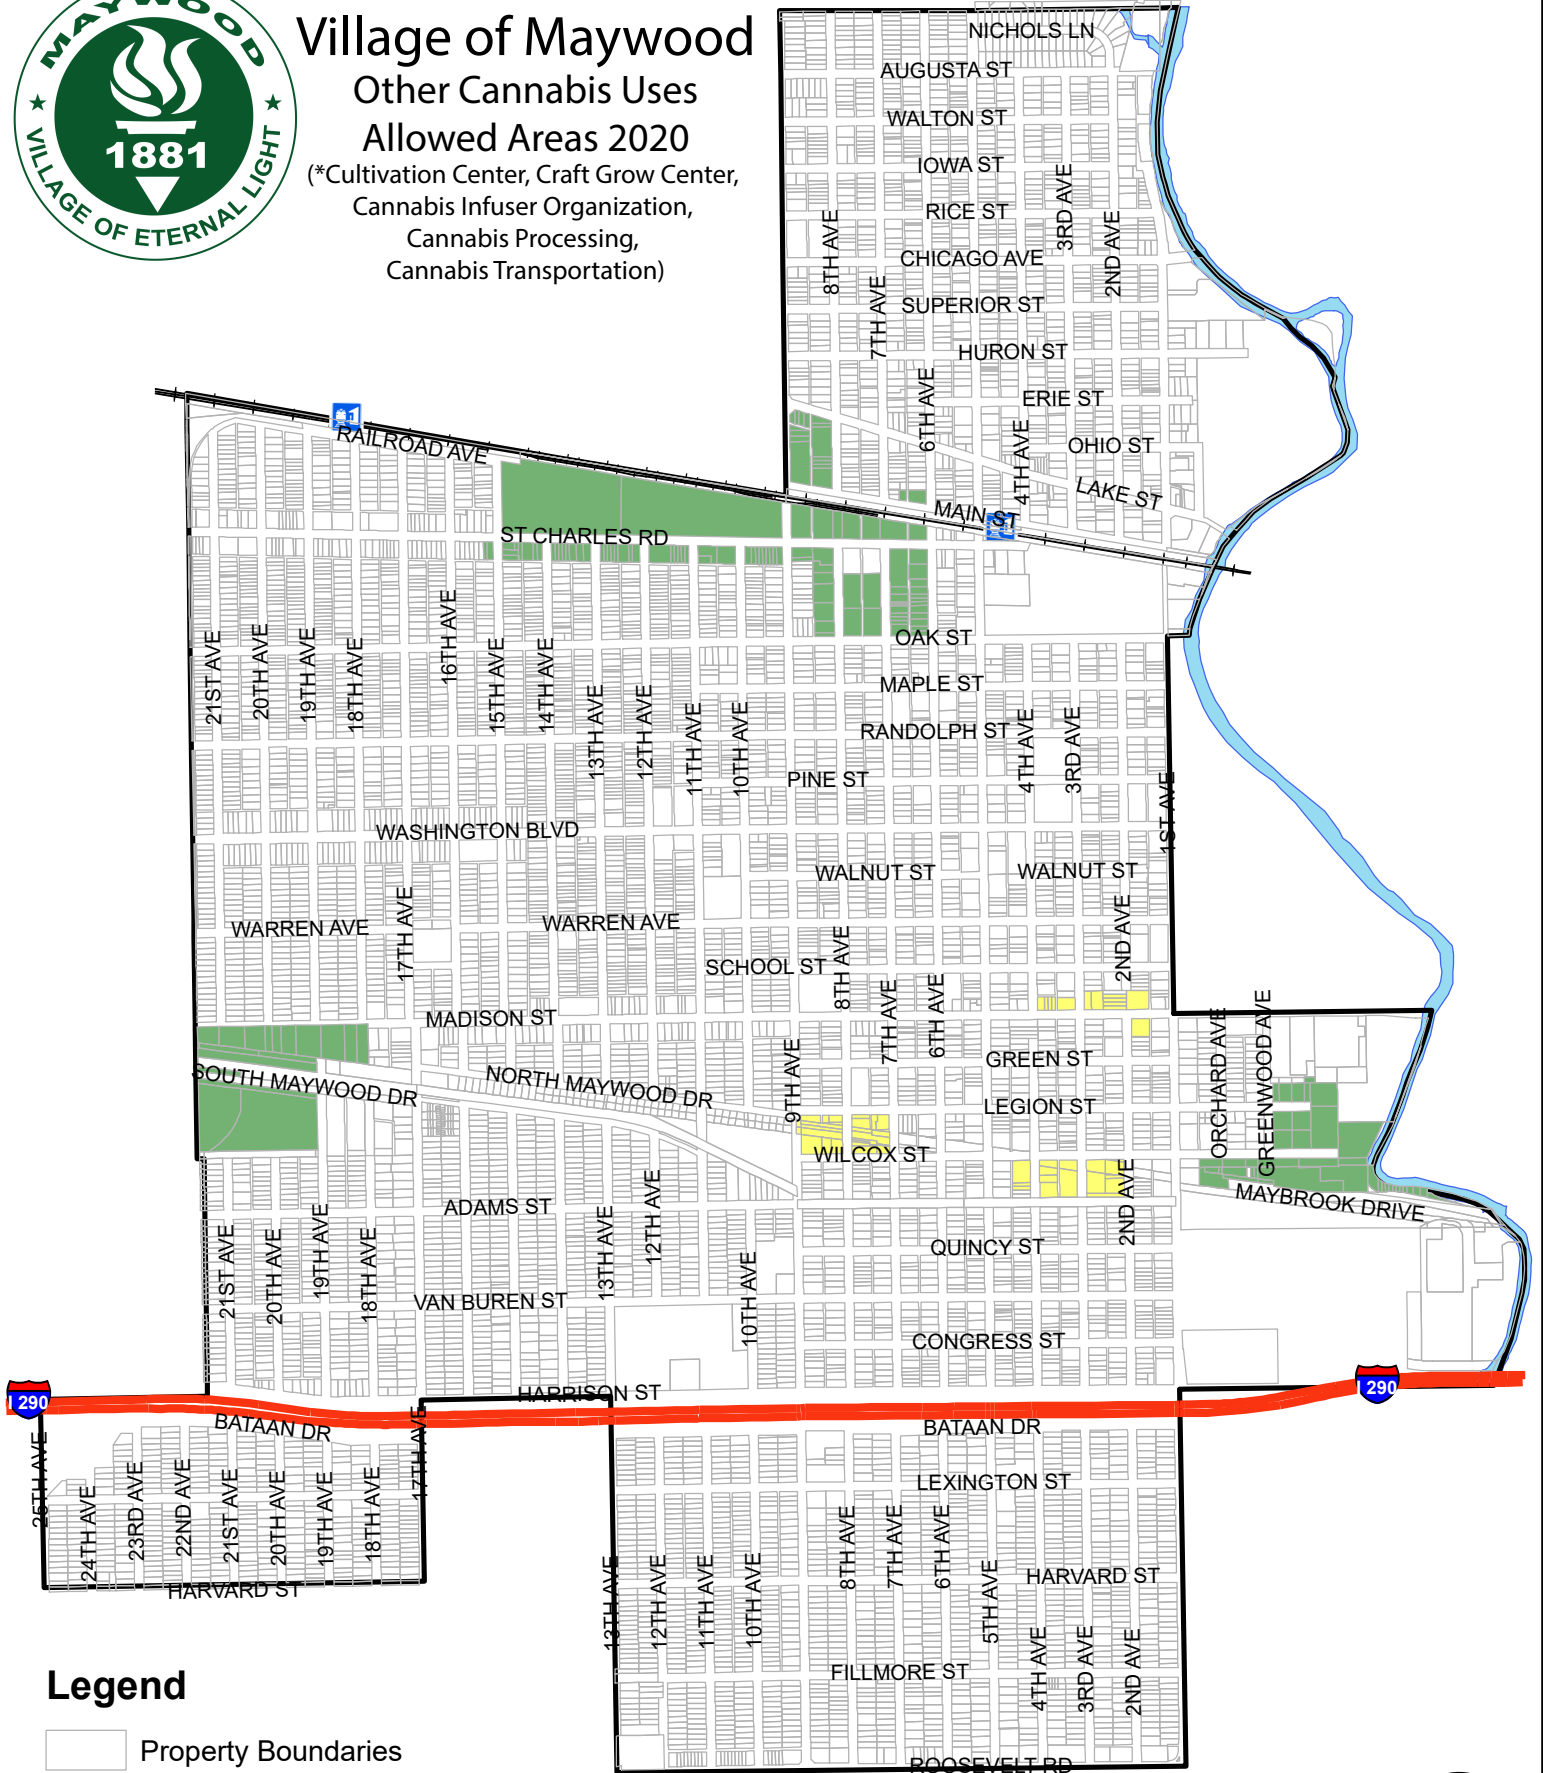 MAYWOOD
1881
VILLAGE OF ETERNAL LIGHT
Village of Maywood
Other Cannabis Uses
Allowed Areas 2020
(*Cultivation Center, Craft Grow Center,
Cannabis Infuser Organization,
Cannabis Processing,
Cannabis Transportation)
NICHOLS LN
AUGUSTA ST
WALTON ST
IOWA ST
3RD AVE
RICE ST
8TH AVE
2ND AVE
CHICAGO AVE
7TH AVE
SUPERIOR ST
HURON ST
6TH AVE
ERIE ST
4TH AVE
OHIO ST
RAILROAD AVE
LAKE ST
MAIN ST
ST CHARLES RD
16TH AVE
OAK ST
21ST AVE
20TH AVE
19TH AVE
18TH AVE
15TH AVE
14TH AVE
13TH AVE
12TH AVE
11TH AVE
10TH AVE
MAPLE ST
RANDOLPH ST
4TH AVE
3RD AVE
PINE ST
1ST AVE
WASHINGTON BLVD
WALNUT ST
WALNUT ST
17TH AVE
WARREN AVE
WARREN AVE
2ND AVE
SCHOOL ST
8TH AVE
7TH AVE
6TH AVE
MADISON ST
ORCHARD AVE
GREENWOOD AVE
9TH AVE
GREEN ST
SOUTH MAYWOOD DR
NORTH MAYWOOD DR
LEGION ST
WILCOX ST
2ND AVE
MAYBROOK DRIVE
ADAMS ST
12TH AVE
13TH AVE
21ST AVE
20TH AVE
19TH AVE
18TH AVE
QUINCY ST
10TH AVE
VAN BUREN ST
CONGRESS ST
HARRISON ST
I 290
I 290
BATAAN DR
BATAAN DR
25TH AVE
17TH AVE
LEXINGTON ST
24TH AVE
23RD AVE
22ND AVE
21ST AVE
20TH AVE
19TH AVE
18TH AVE
8TH AVE
7TH AVE
6TH AVE
HARVARD ST
HARVARD ST
13TH AVE
12TH AVE
11TH AVE
10TH AVE
5TH AVE
4TH AVE
3RD AVE
2ND AVE
FILLMORE ST
Legend
Property Boundaries
ROOSEVELT RD